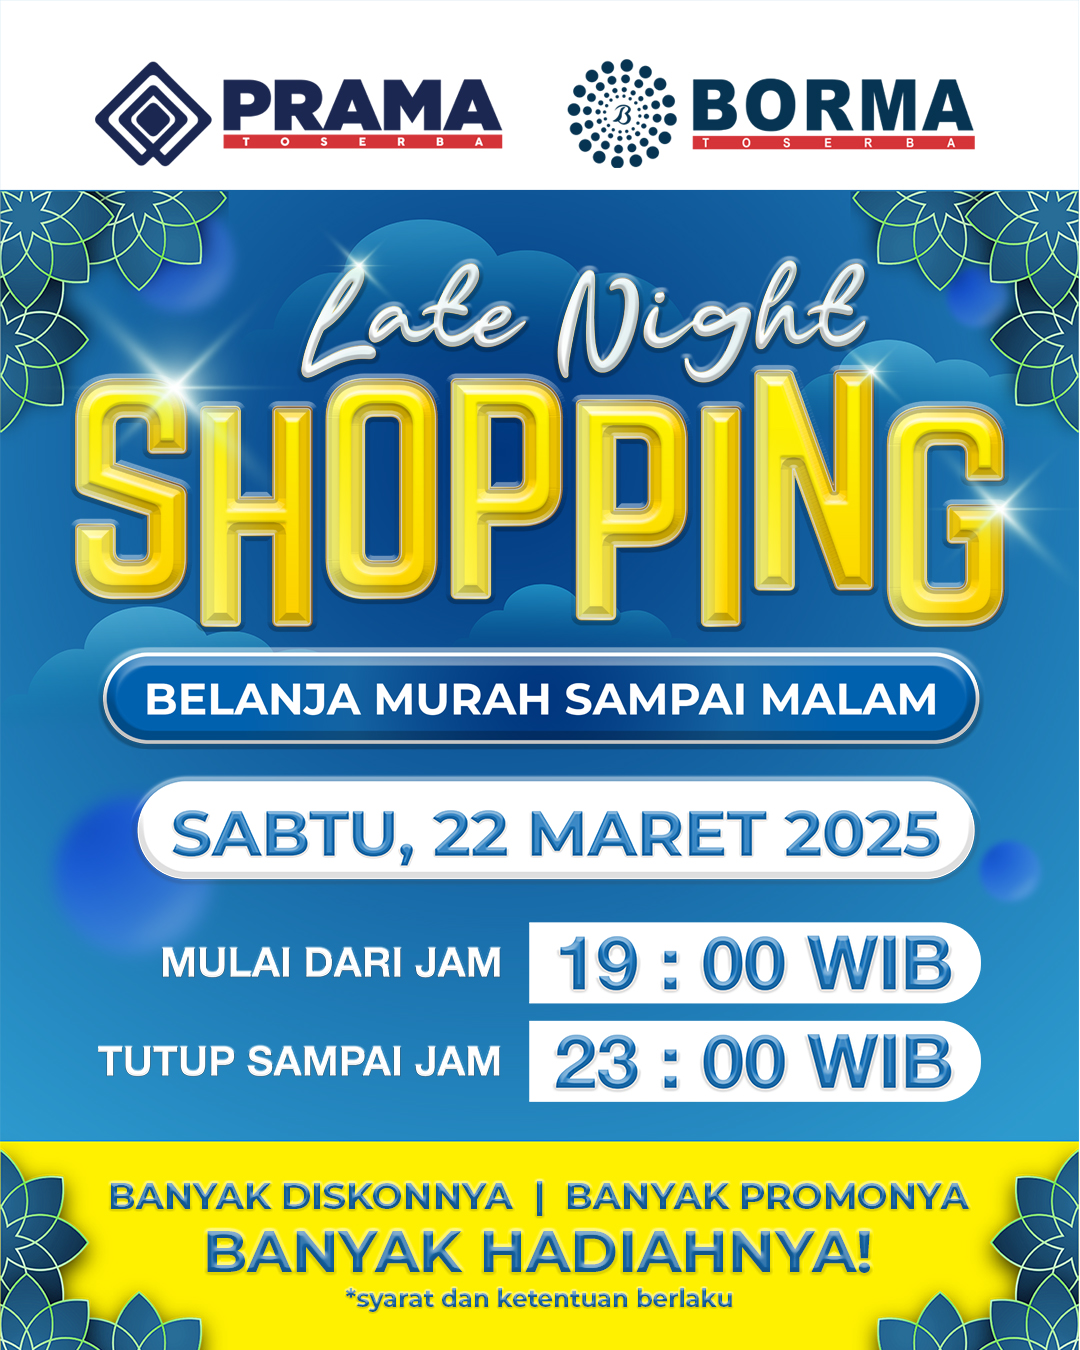 PRAMA
TOSERBA
B
BORMA
TOSERBA
Late Night
SHOPPING
BELANJA MURAH SAMPAI MALAM
SABTU, 22 MARET 2025
MULAI DARI JAM 19 : 00 WIB
TUTUP SAMPAI JAM 23 : 00 WIB
BANYAK DISKONNYA | BANYAK PROMONYA
BANYAK HADIAHNYA!
*syarat dan ketentuan berlaku